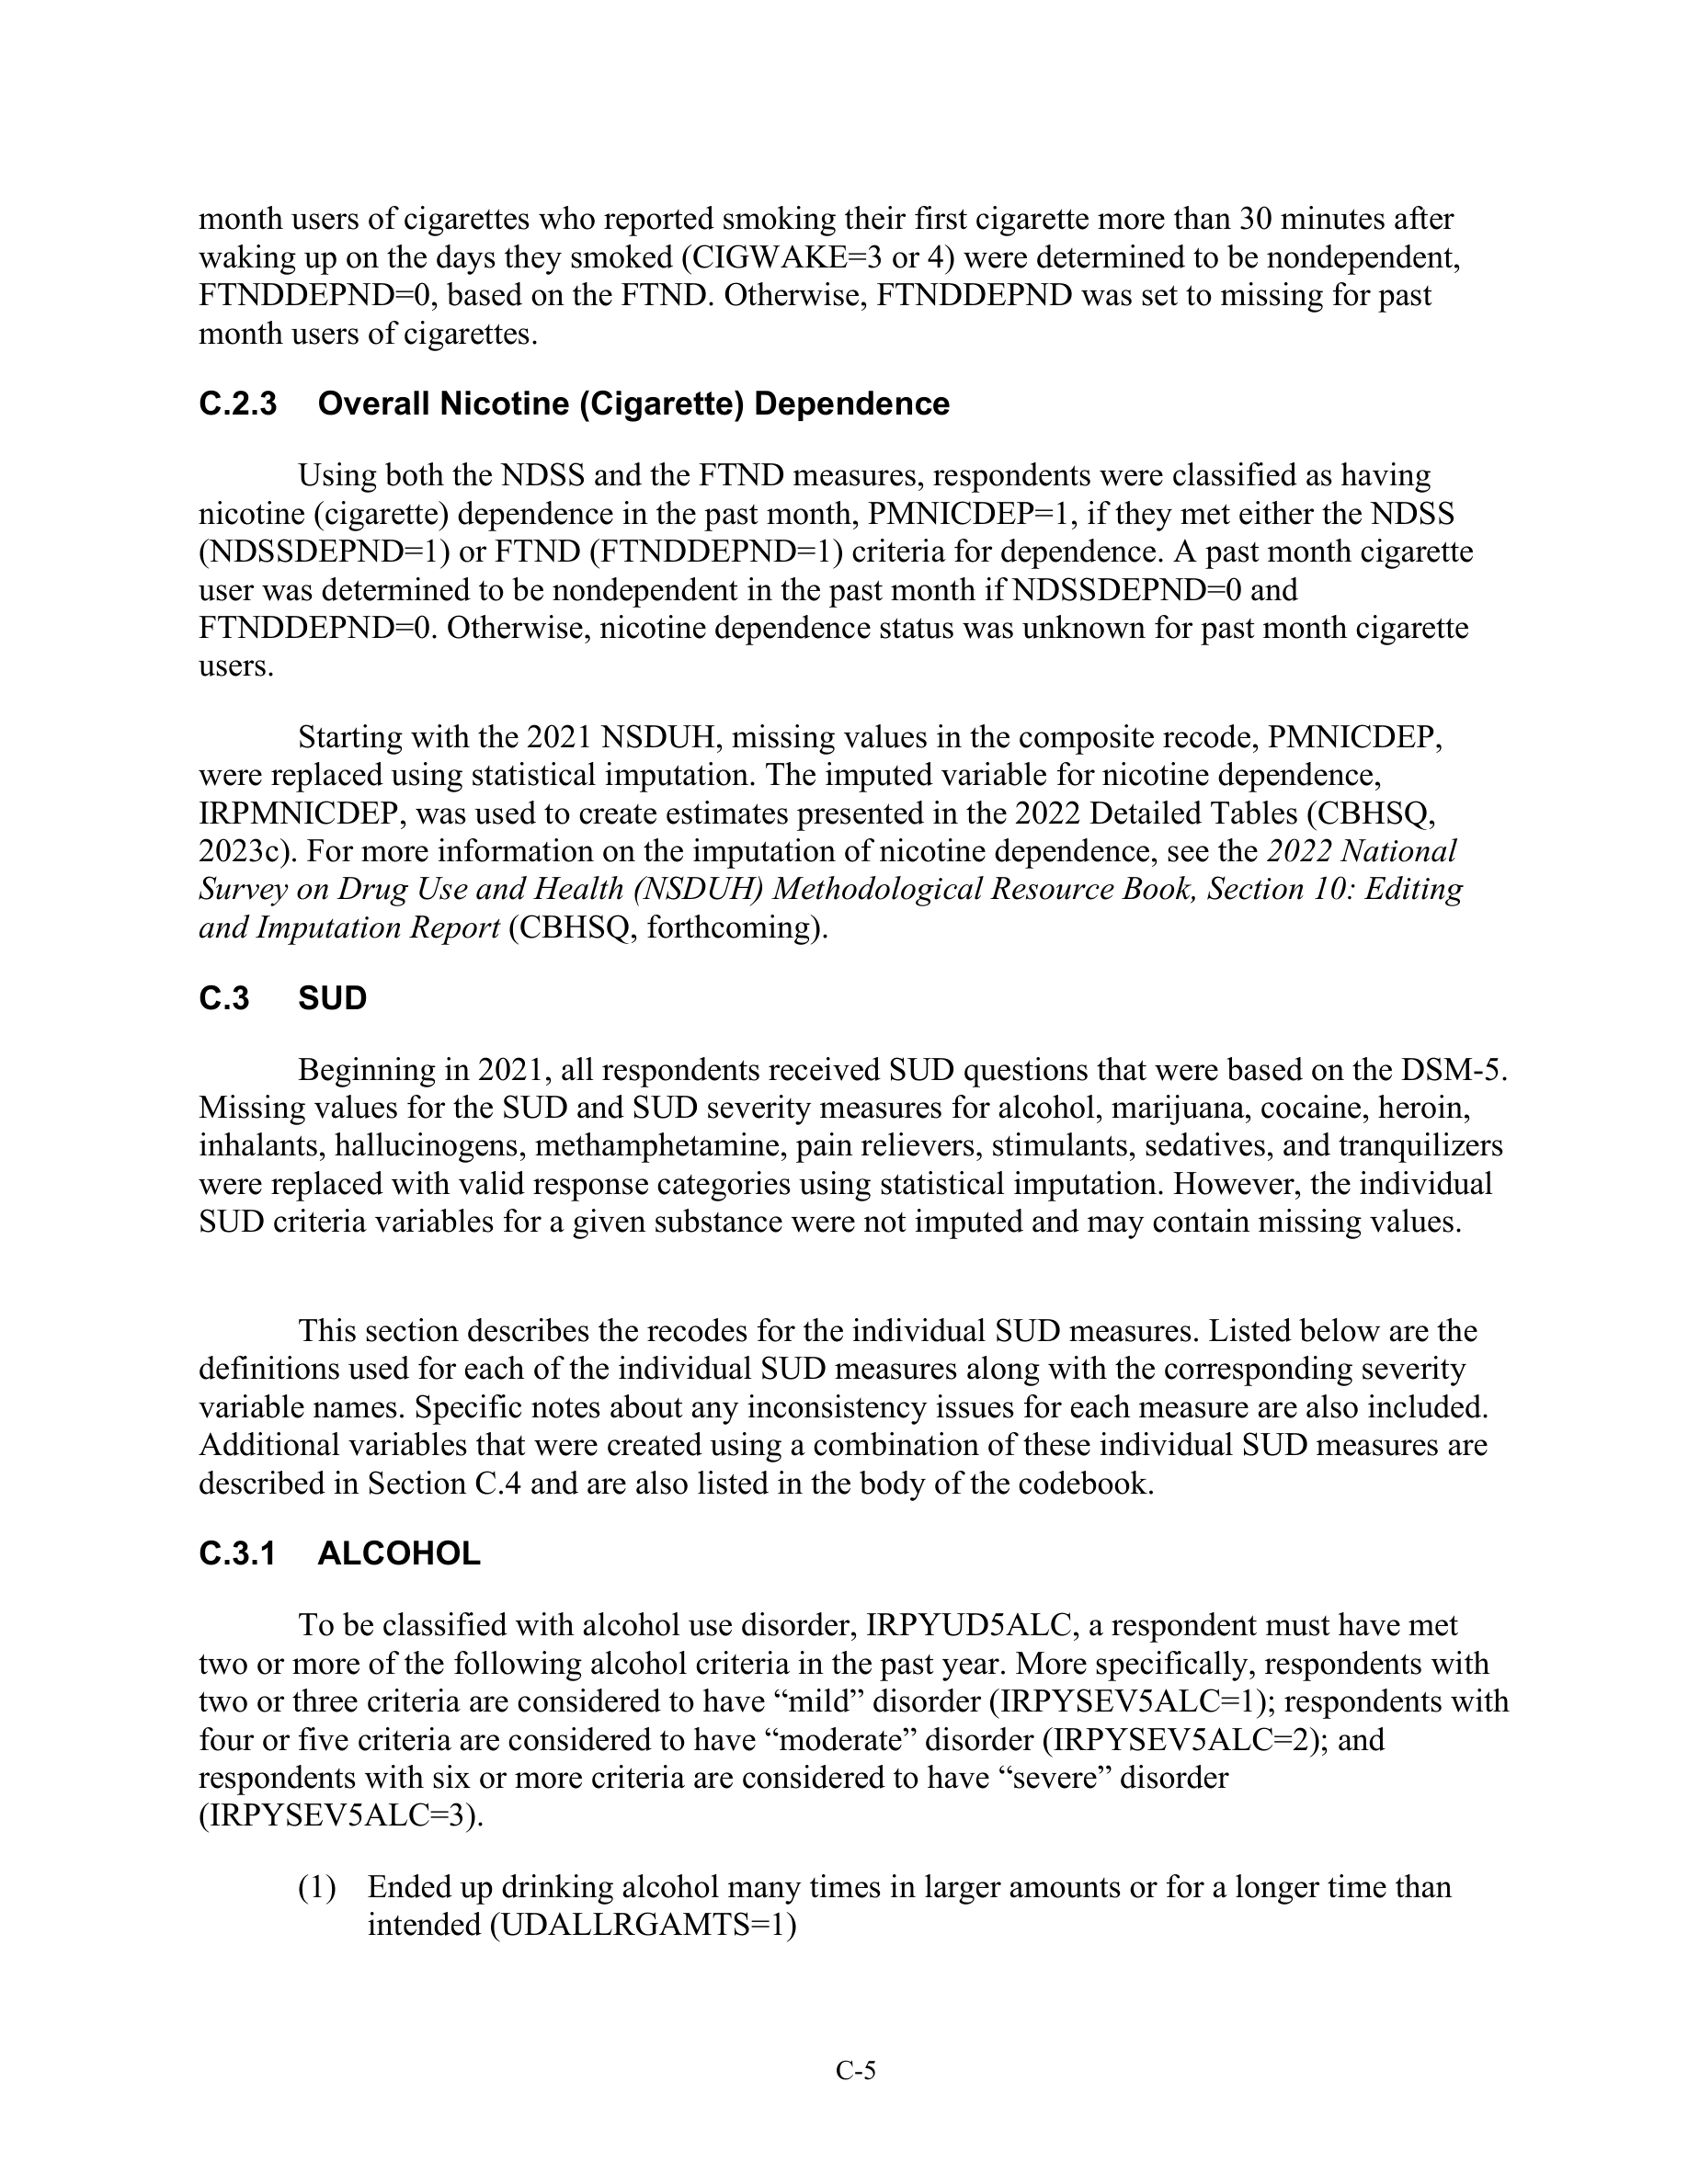 month users of cigarettes who reported smoking their first cigarette more than 30 minutes after
waking up on the days they smoked (CIGWAKE=3 or 4) were determined to be nondependent,
FTNDDEPND=0, based on the FTND. Otherwise, FTNDDEPND was set to missing for past
month users of cigarettes.
C.2.3 Overall Nicotine (Cigarette) Dependence
Using both the NDSS and the FTND measures, respondents were classified as having
nicotine (cigarette) dependence in the past month, PMNICDEP=1, if they met either the NDSS
(NDSSDEPND=1) or FTND (FTNDDEPND=1) criteria for dependence. A past month cigarette
user was determined to be nondependent in the past month if NDSSDEPND=0 and
FTNDDEPND=0. Otherwise, nicotine dependence status was unknown for past month cigarette
users.
Starting with the 2021 NSDUH, missing values in the composite recode, PMNICDEP,
were replaced using statistical imputation. The imputed variable for nicotine dependence,
IRPMNICDEP, was used to create estimates presented in the 2022 Detailed Tables (CBHSQ,
2023c). For more information on the imputation of nicotine dependence, see the 2022 National
Survey on Drug Use and Health (NSDUH) Methodological Resource Book, Section 10: Editing
and Imputation Report (CBHSQ, forthcoming).
C.3 SUD
Beginning in 2021, all respondents received SUD questions that were based on the DSM-5.
Missing values for the SUD and SUD severity measures for alcohol, marijuana, cocaine, heroin,
inhalants, hallucinogens, methamphetamine, pain relievers, stimulants, sedatives, and tranquilizers
were replaced with valid response categories using statistical imputation. However, the individual
SUD criteria variables for a given substance were not imputed and may contain missing values.
This section describes the recodes for the individual SUD measures. Listed below are the
definitions used for each of the individual SUD measures along with the corresponding severity
variable names. Specific notes about any inconsistency issues for each measure are also included.
Additional variables that were created using a combination of these individual SUD measures are
described in Section C.4 and are also listed in the body of the codebook.
C.3.1 ALCOHOL
To be classified with alcohol use disorder, IRPYUD5ALC, a respondent must have met
two or more of the following alcohol criteria in the past year. More specifically, respondents with
two or three criteria are considered to have “mild” disorder (IRPYSEV5ALC=1); respondents with
four or five criteria are considered to have “moderate” disorder (IRPYSEV5ALC=2); and
respondents with six or more criteria are considered to have “severe” disorder
(IRPYSEV5ALC=3).
(1) Ended up drinking alcohol many times in larger amounts or for a longer time than
intended (UDALLRGAMTS=1)
C-5